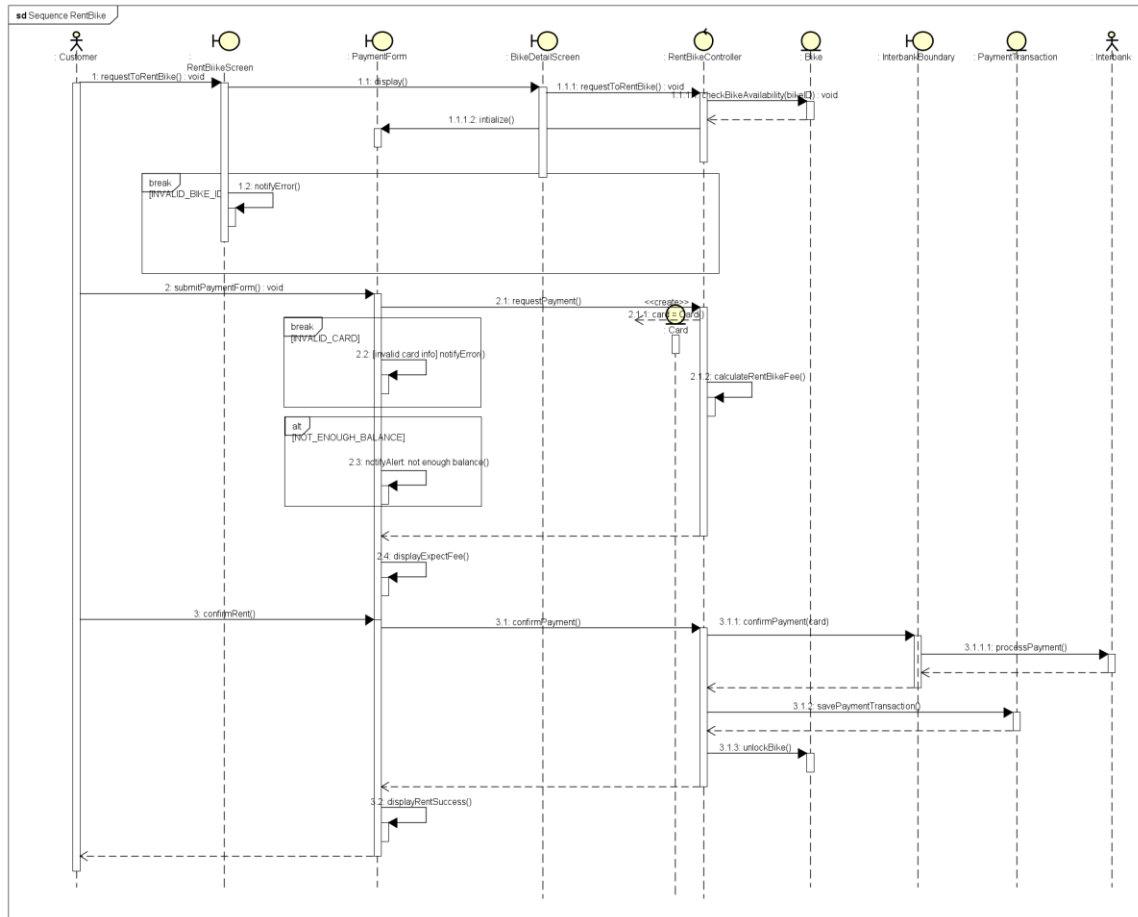 sd Sequence RentBike
: Customer
:
RentBiikeScreen
: PaymentForm
: BikeDetailScreen
: RentBikeController
: Bike
: InterbankBoundary
: PaymentTransaction
: Interbank
1: requestToRentBike() : void
1.1: display()
1.1.1: requestToRentBike() : void
checkBikeAvailability(bikeID) : void
1.1.1.2: intialize()
break
[INVALID_BIKE_ID
1.2: notifyError()
2: submitPaymentForm() : void
2.1: requestPayment()
<<create>>
2.1.1: card = Card()
: Card
break
[INVALID_CARD]
2.2: [invalid card info] notifyError()
2.1.2: calculateRentBikeFee()
alt
[NOT_ENOUGH_BALANCE]
2.3: notifyAlert: not enough balance()
2.4: displayExpectFee()
3: confirmRent()
3.1: confirmPayment()
3.1.1: confirmPayment(card)
3.1.1.1: processPayment()
3.1.2: savePaymentTransaction()
3.1.3: unlockBike()
3.2: displayRentSuccess()